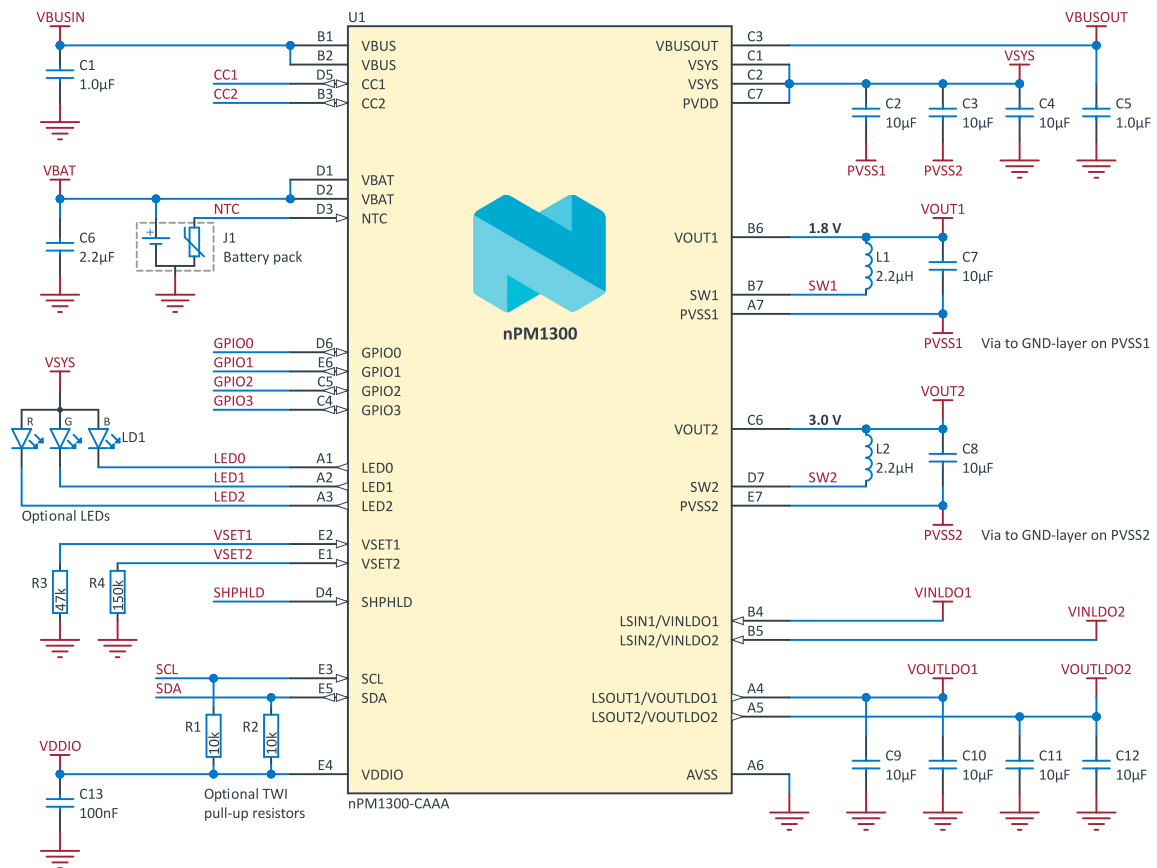 VBUSIN
C1
1.0µF
CC1
CC2
VBAT
C6
2.2µF
NTC
+
J1
Battery pack
GPIO0
GPIO1
GPIO2
GPIO3
VSYS
R G B
LD1
LED0
LED1
LED2
Optional LEDs
VSET1
VSET2
R3
47k
R4
150k
SHPHLD
SCL
SDA
R1
10k
R2
10k
VDDIO
C13
100nF
Optional TWI
pull-up resistors
U1
B1 VBUS
B2 VBUS
D5 CC1
B3 CC2
D1 VBAT
D2 VBAT
D3 NTC
D6 GPIO0
E6 GPIO1
C5 GPIO2
C4 GPIO3
A1 LED0
A2 LED1
A3 LED2
E2 VSET1
E1 VSET2
D4 SHPHLD
E3 SCL
E5 SDA
E4 VDDIO
nPM1300
nPM1300-CAAA
VBUSOUT C3
VSYS C1
VSYS C2
PVDD C7
VOUT1 B6
SW1 B7
PVSS1 A7
VOUT2 C6
SW2 D7
PVSS2 E7
LSIN1/VINLDO1 B4
LSIN2/VINLDO2 B5
LSOUT1/VOUTLDO1 A4
LSOUT2/VOUTLDO2 A5
AVSS A6
VBUSOUT
VSYS
C2
10µF
C3
10µF
C4
10µF
C5
1.0µF
PVSS1
PVSS2
VOUT1
1.8 V
L1
2.2µH
C7
10µF
SW1
PVSS1
Via to GND-layer on PVSS1
VOUT2
3.0 V
L2
2.2µH
C8
10µF
SW2
PVSS2
Via to GND-layer on PVSS2
VINLDO1
VINLDO2
VOUTLDO1
VOUTLDO2
C9
10µF
C10
10µF
C11
10µF
C12
10µF